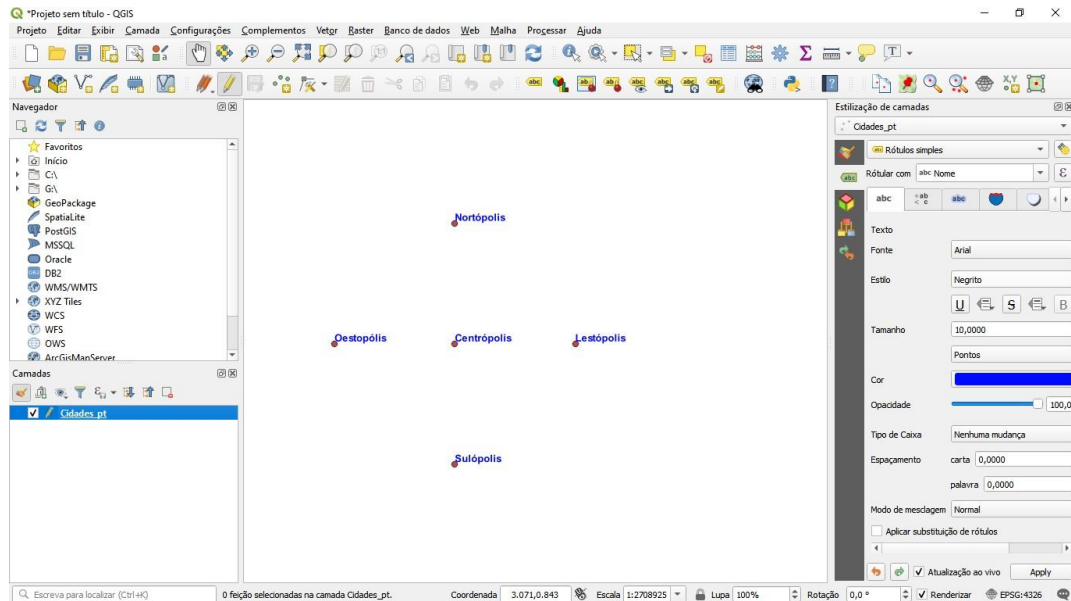 *Projeto sem título - QGIS
Projeto Editar Exibir Camada Configurações Complementos Vetor Raster Banco de dados Web Malha Processar Ajuda
Navegador
Favoritos
Início
C:\
G:\
GeoPackage
SpatiaLite
PostGIS
MSSQL
Oracle
DB2
WMS/WMTS
XYZ Tiles
WCS
WFS
OWS
ArcGisMapServer
Camadas
Cidades_pt
Nortópolis
Oestopólis
Centrópolis
Lestópolis
Sulópolis
Estilização de camadas
Cidades_pt
Rótulos simples
Rótular com abc Nome
Texto
Fonte Arial
Estilo Negrito
U S B
Tamanho 10,0000
Pontos
Cor
Opacidade 100,0
Tipo de Caixa Nenhuma mudança
Espaçamento carta 0,0000
palavra 0,0000
Modo de mesclagem Normal
Aplicar substituição de rótulos
Atualização ao vivo Apply
Escreva para localizar (Ctrl+K) 0 feição selecionadas na camada Cidades_pt. Coordenada 3.071,0.843 Escala 1:2708925 Lupa 100% Rotação 0,0 ° Renderizar EPSG:4326